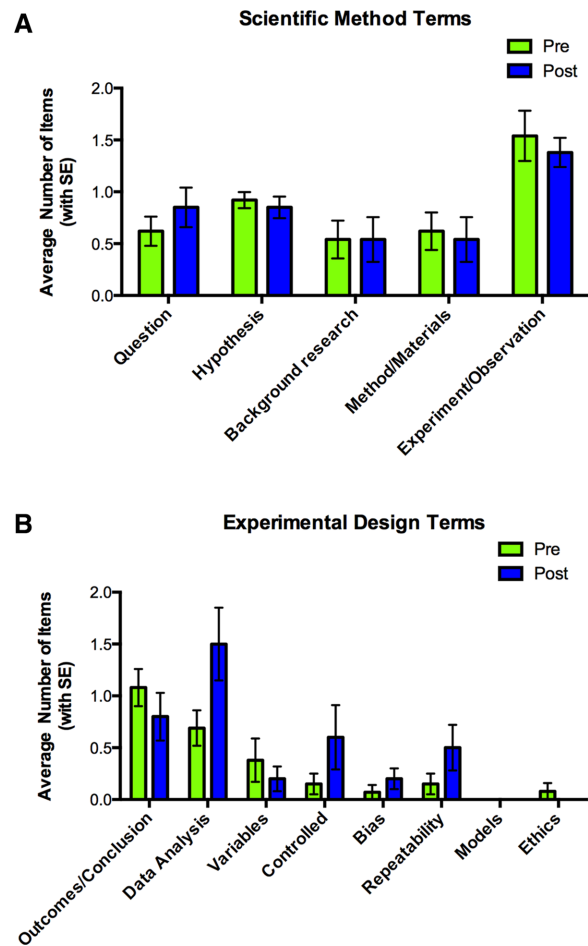 A
Scientific Method Terms
Pre
Post
Average Number of Items
(with SE)
2.0
1.5
1.0
0.5
0.0
Question
Hypothesis
Background research
Method/Materials
Experiment/Observation
B
Experimental Design Terms
Pre
Post
Average Number of Items
(with SE)
2.0
1.5
1.0
0.5
0.0
Outcomes/Conclusion
Data Analysis
Variables
Controlled
Bias
Repeatability
Models
Ethics